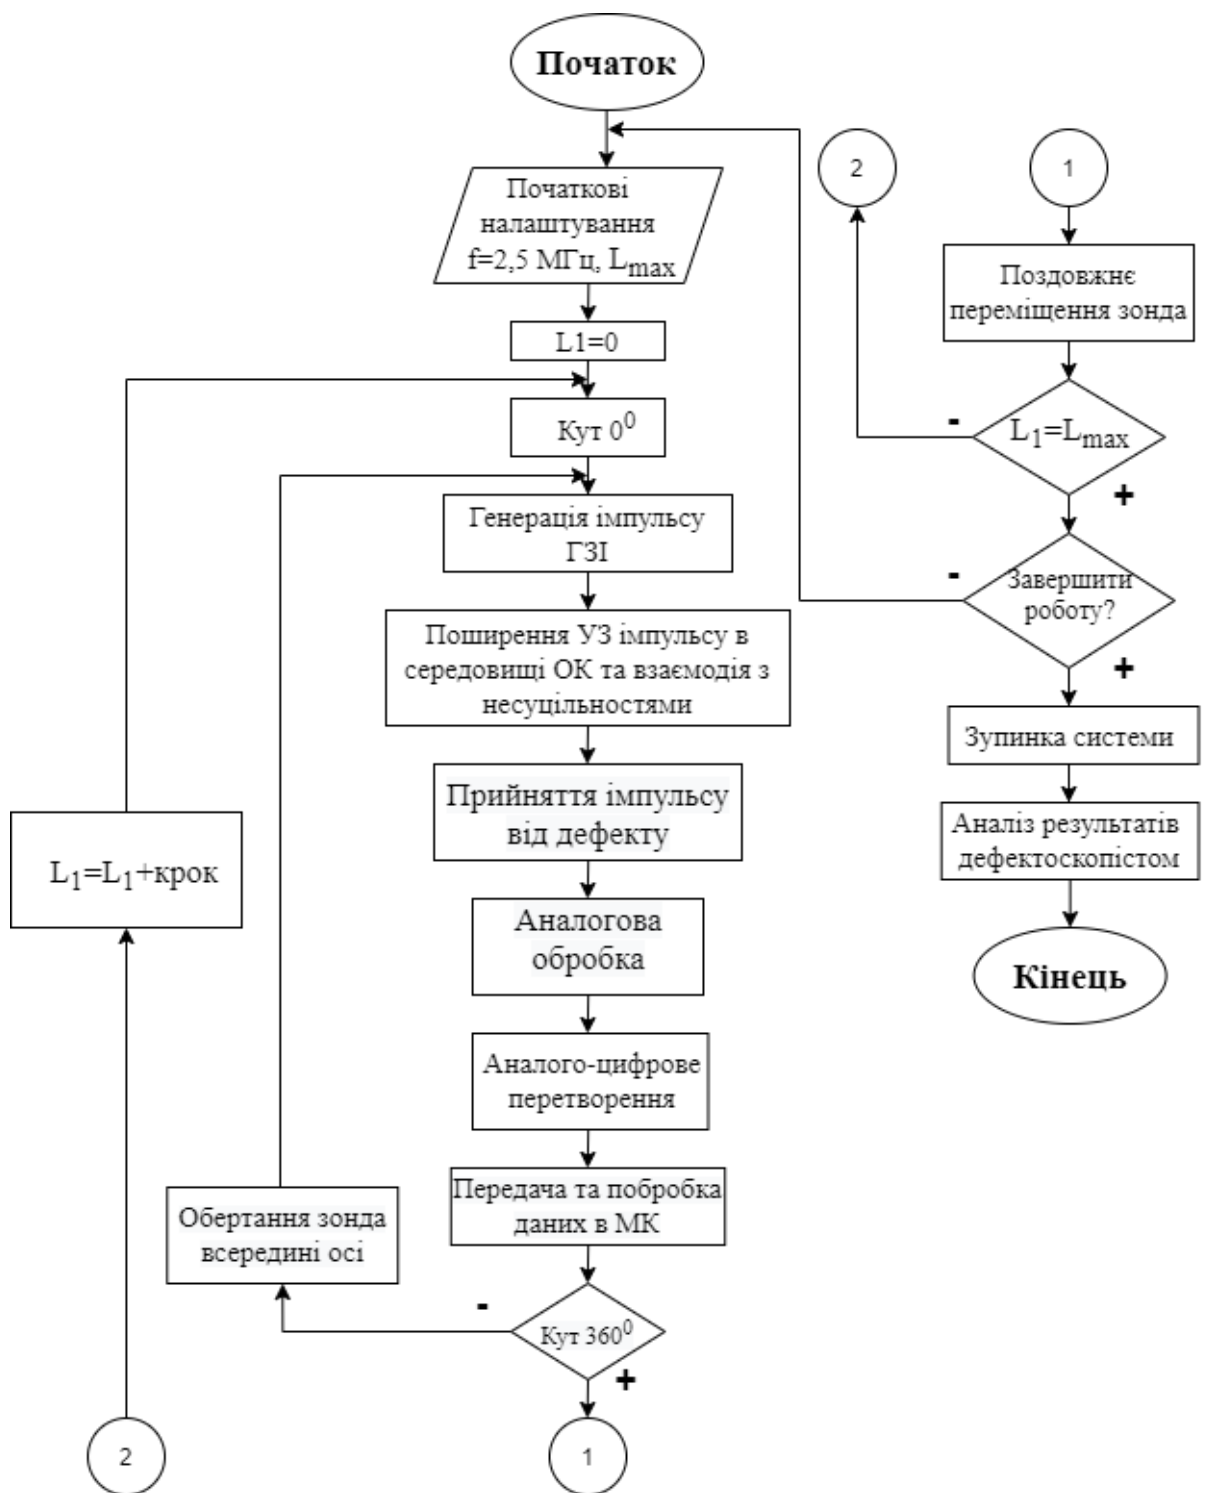 Початок
Початкові
налаштування
f=2,5 МГц, Lmax
L1=0
Кут 0⁰
Генерація імпульсу
ГЗІ
Поширення УЗ імпульсу в
середовищі ОК та взаємодія з
несуцільностями
Прийняття імпульсу
від дефекту
Аналогова
обробка
Аналого-цифрове
перетворення
Передача та побробка
даних в МК
Кут 360⁰
-
+
1
Обертання зонда
всередині осі
L1=L1+крок
2
2
1
Поздовжнє
переміщення зонда
L1=Lmax
-
+
Завершити
роботу?
-
+
Зупинка системи
Аналіз результатів
дефектоскопістом
Кінець